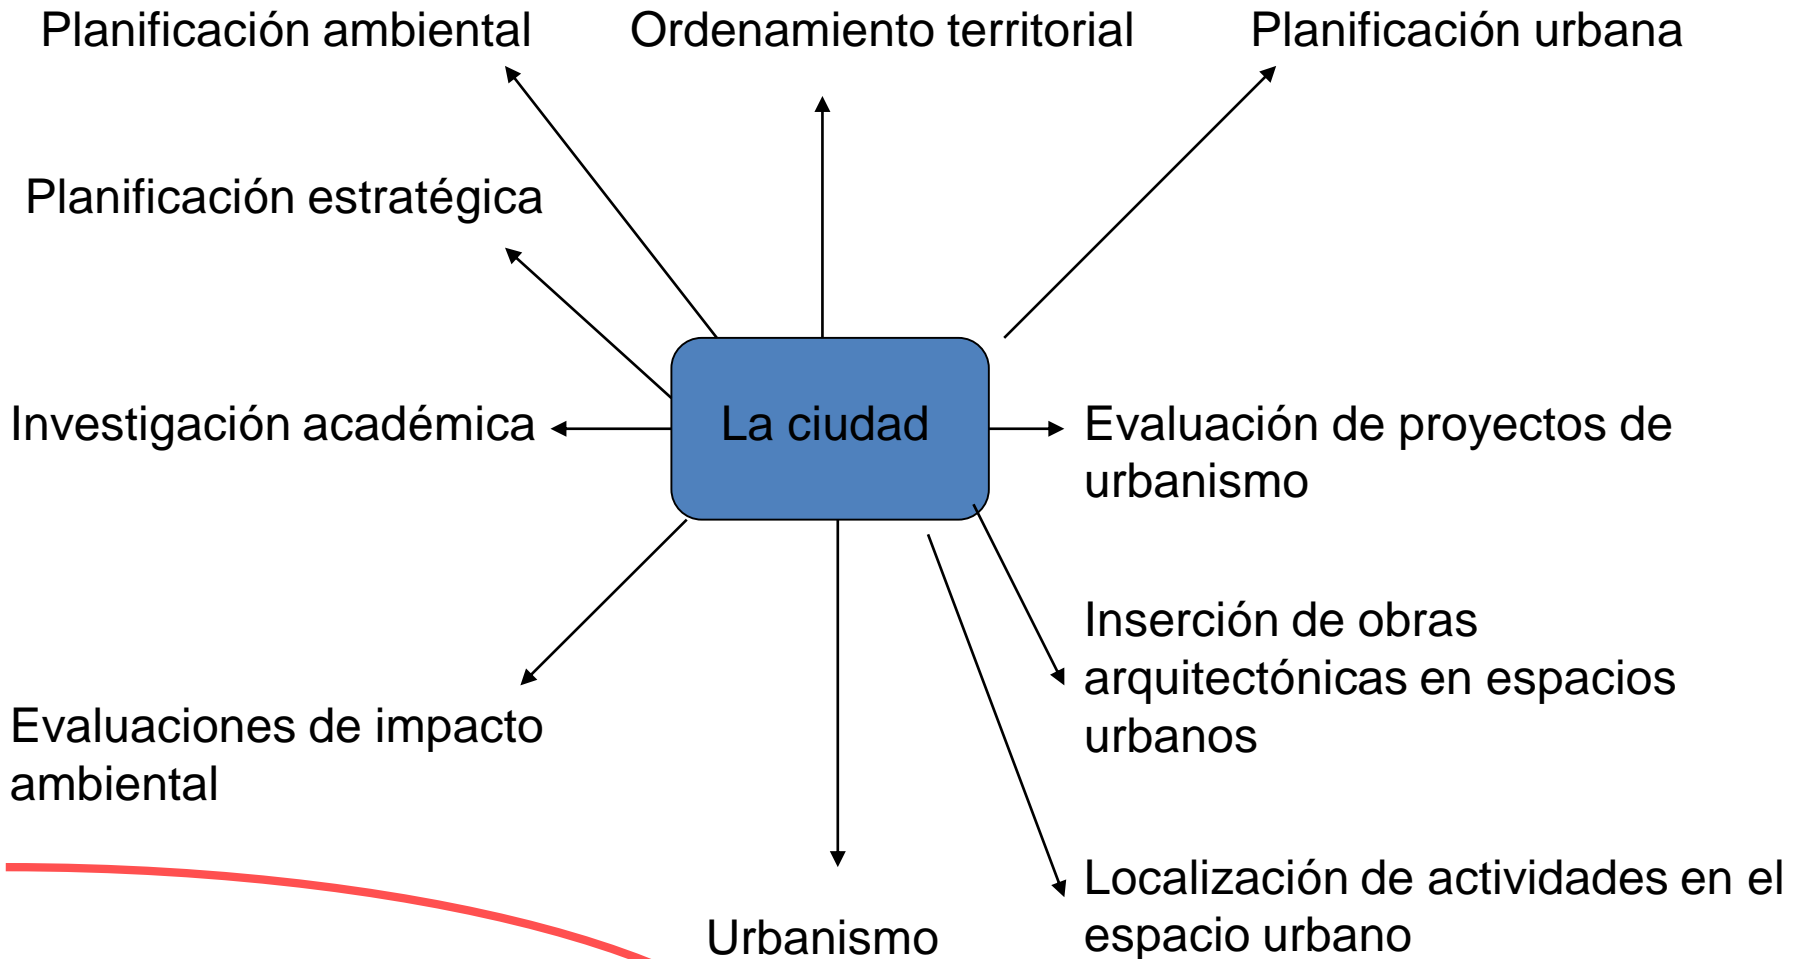 Planificación ambiental
Ordenamiento territorial
Planificación urbana
Planificación estratégica
Investigación académica
La ciudad
Evaluación de proyectos de
urbanismo
Inserción de obras
arquitectónicas en espacios
urbanos
Evaluaciones de impacto
ambiental
Localización de actividades en el
espacio urbano
Urbanismo